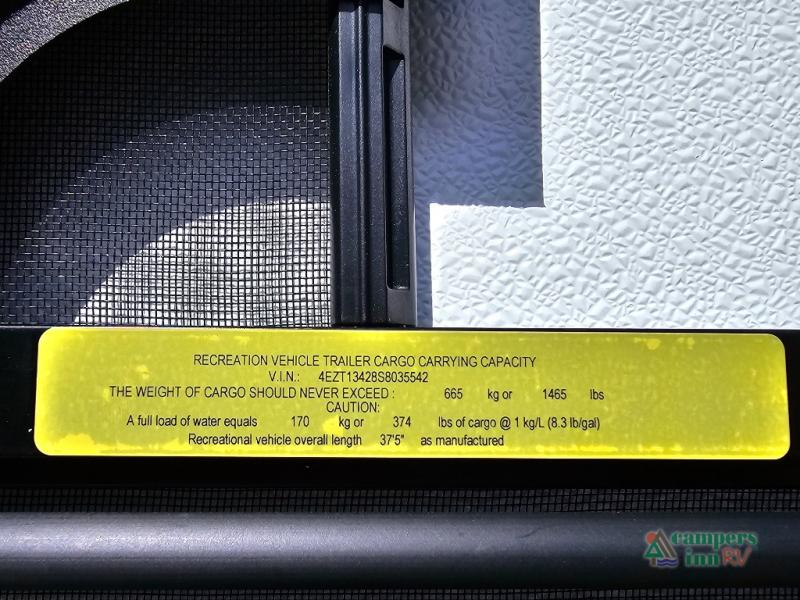 RECREATION VEHICLE TRAILER CARGO CARRYING CAPACITY
V.I.N.: 4EZT13428S8035542
THE WEIGHT OF CARGO SHOULD NEVER EXCEED : 665 kg or 1465 lbs
CAUTION:
A full load of water equals 170 kg or 374 lbs of cargo @ 1 kg/L (8.3 lb/gal)
Recreational vehicle overall length 37'5" as manufactured
campers
inn RV